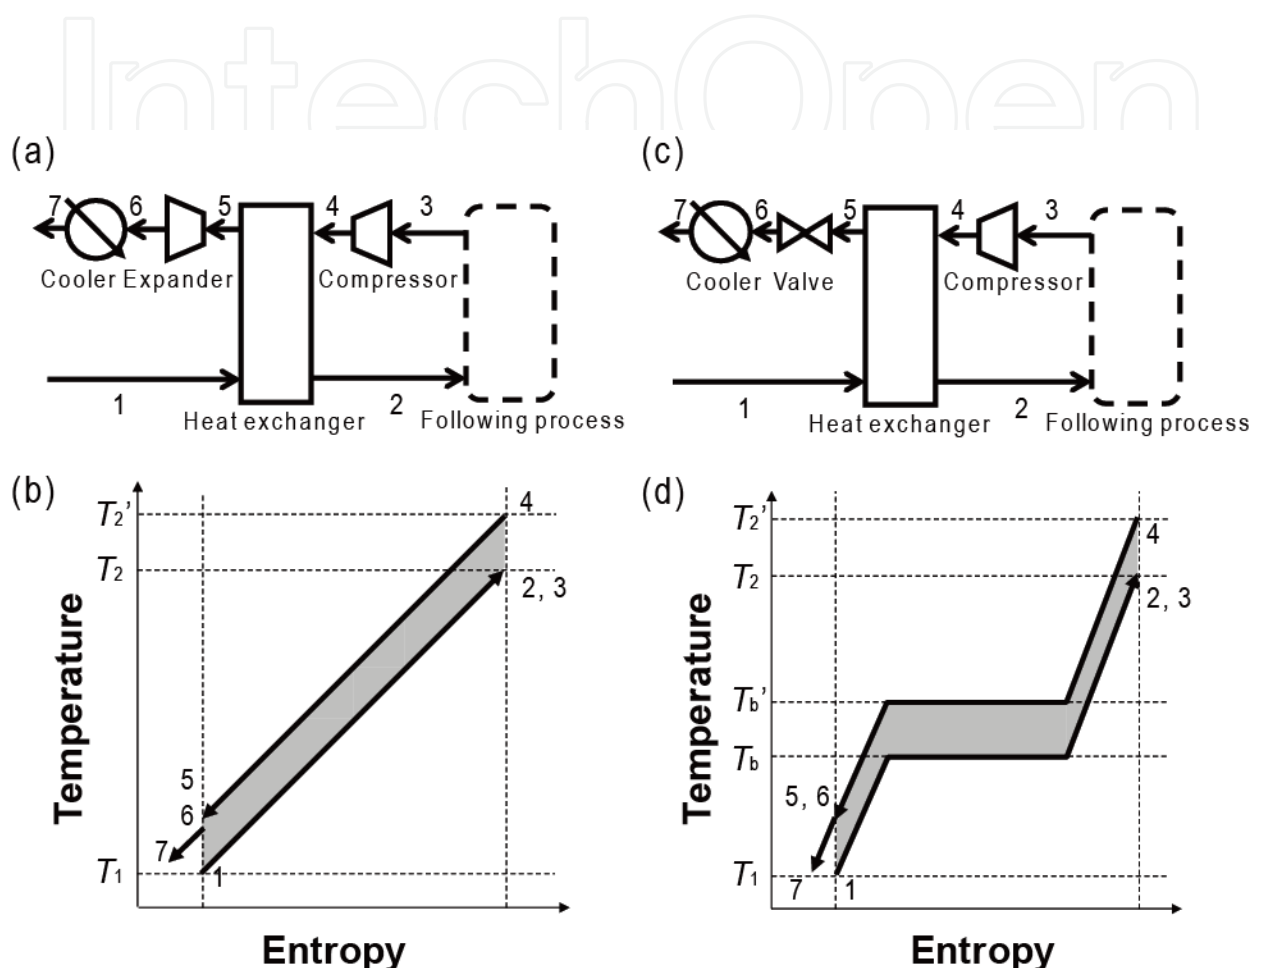 IntechOpen
(a) (c)
7 6 5 4 3 7 6 5 4 3
Cooler Expander Compressor Cooler Valve Compressor
1 2 1 2
Heat exchanger Following process Heat exchanger Following process
(b)
T2'
T2
T1
Temperature
4
2, 3
5
6
7
1
Entropy
(d)
T2'
T2
Tb'
Tb
T1
Temperature
4
2, 3
5, 6
7 1
Entropy